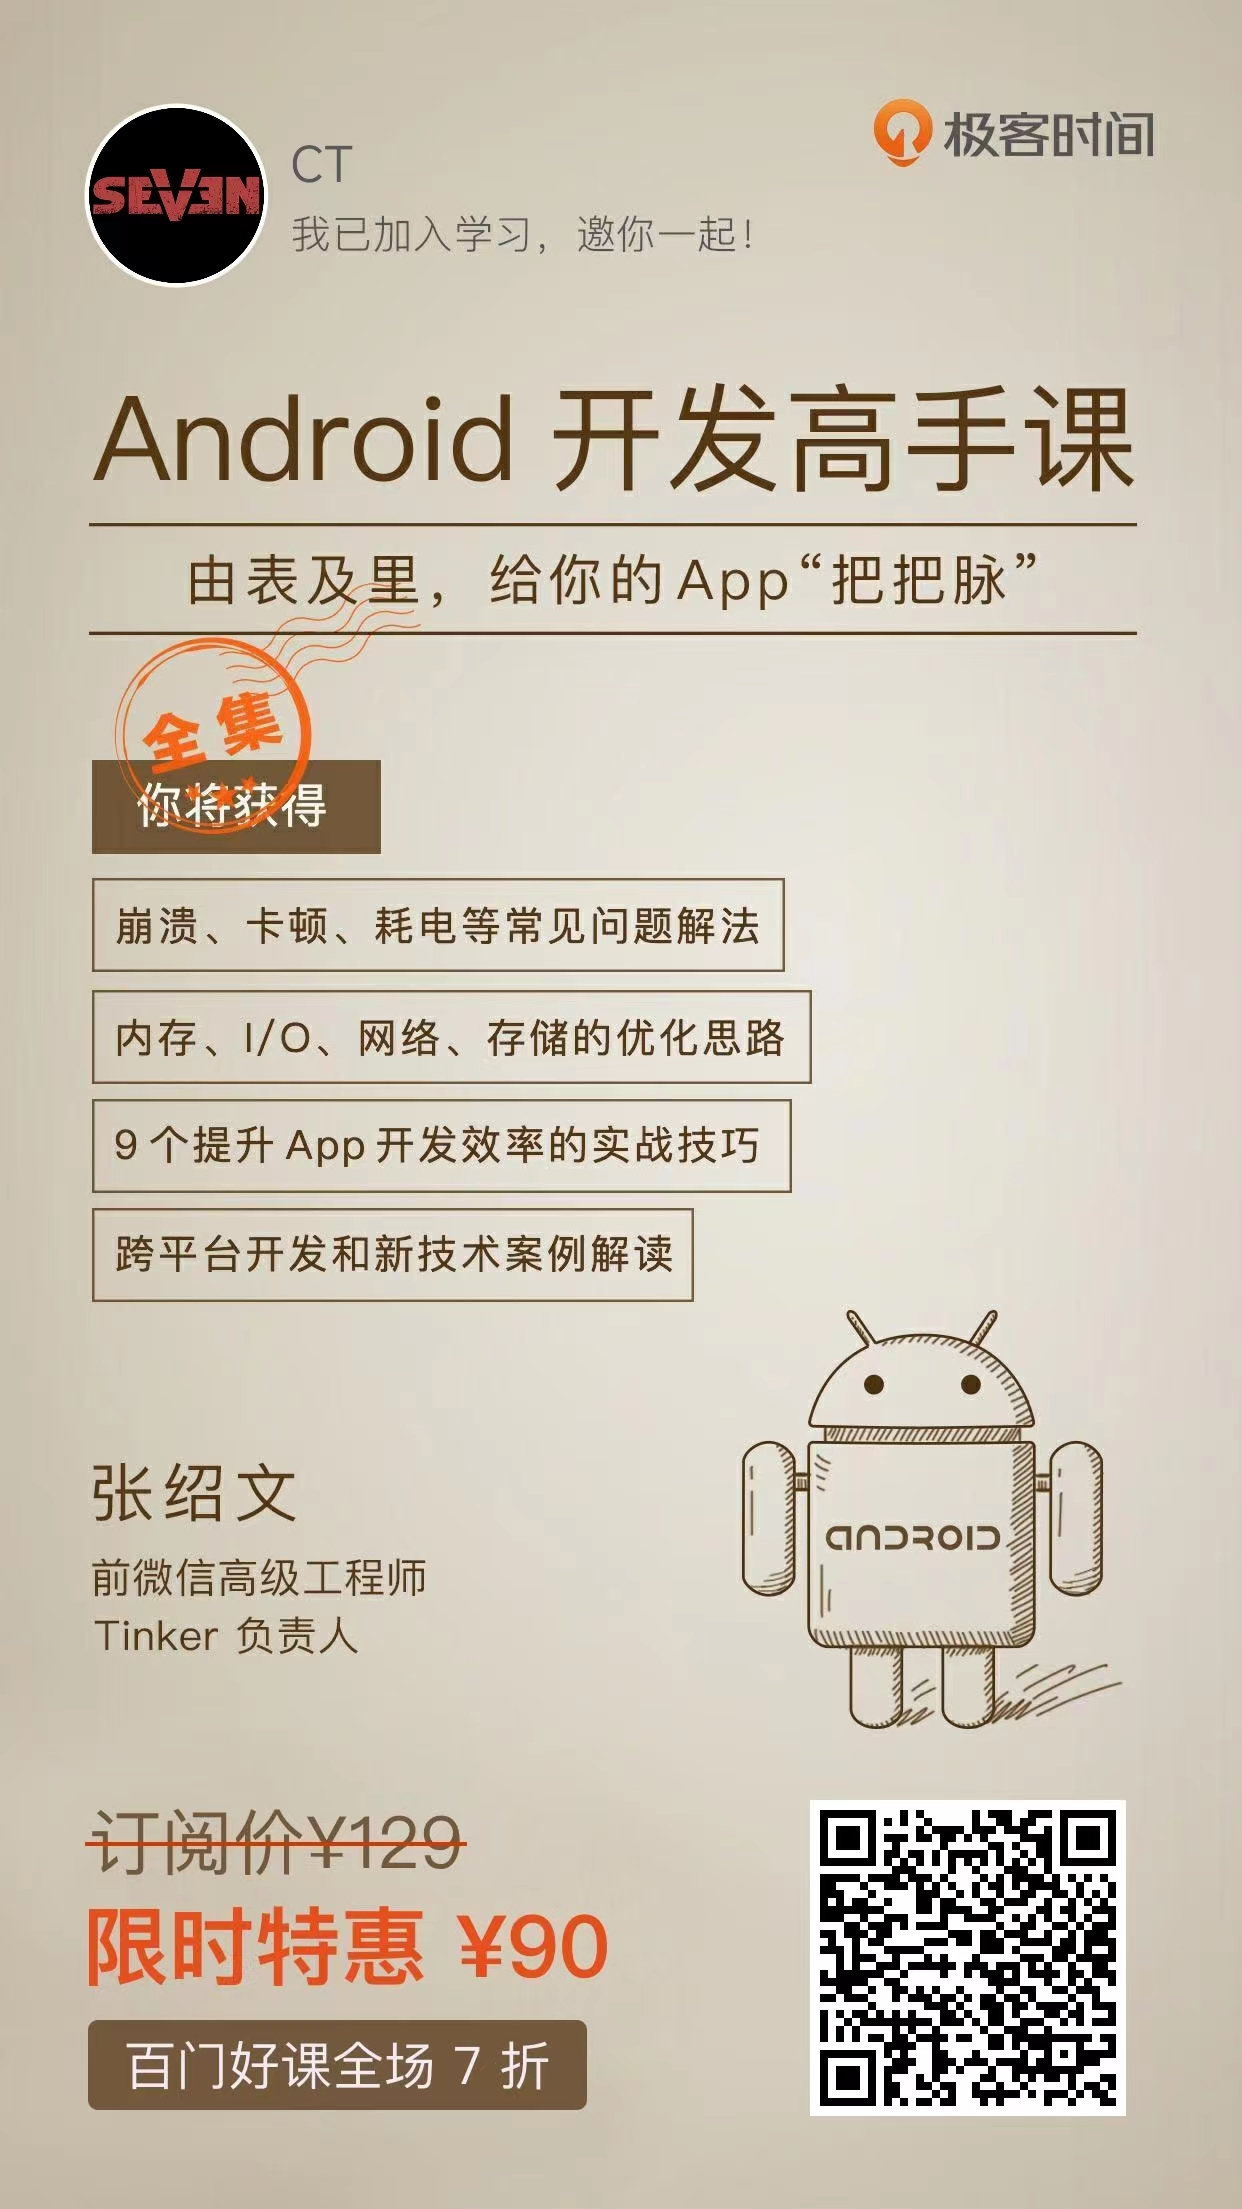 SEVEN
CT
我已加入学习，邀你一起！
极客时间
Android 开发高手课
由表及里，给你的App“把把脉”
全集
你将获得
崩溃、卡顿、耗电等常见问题解法
内存、I/O、网络、存储的优化思路
9 个提升 App 开发效率的实战技巧
跨平台开发和新技术案例解读
张绍文
前微信高级工程师
Tinker 负责人
ANDROID
订阅价¥129
限时特惠 ¥90
百门好课全场 7 折